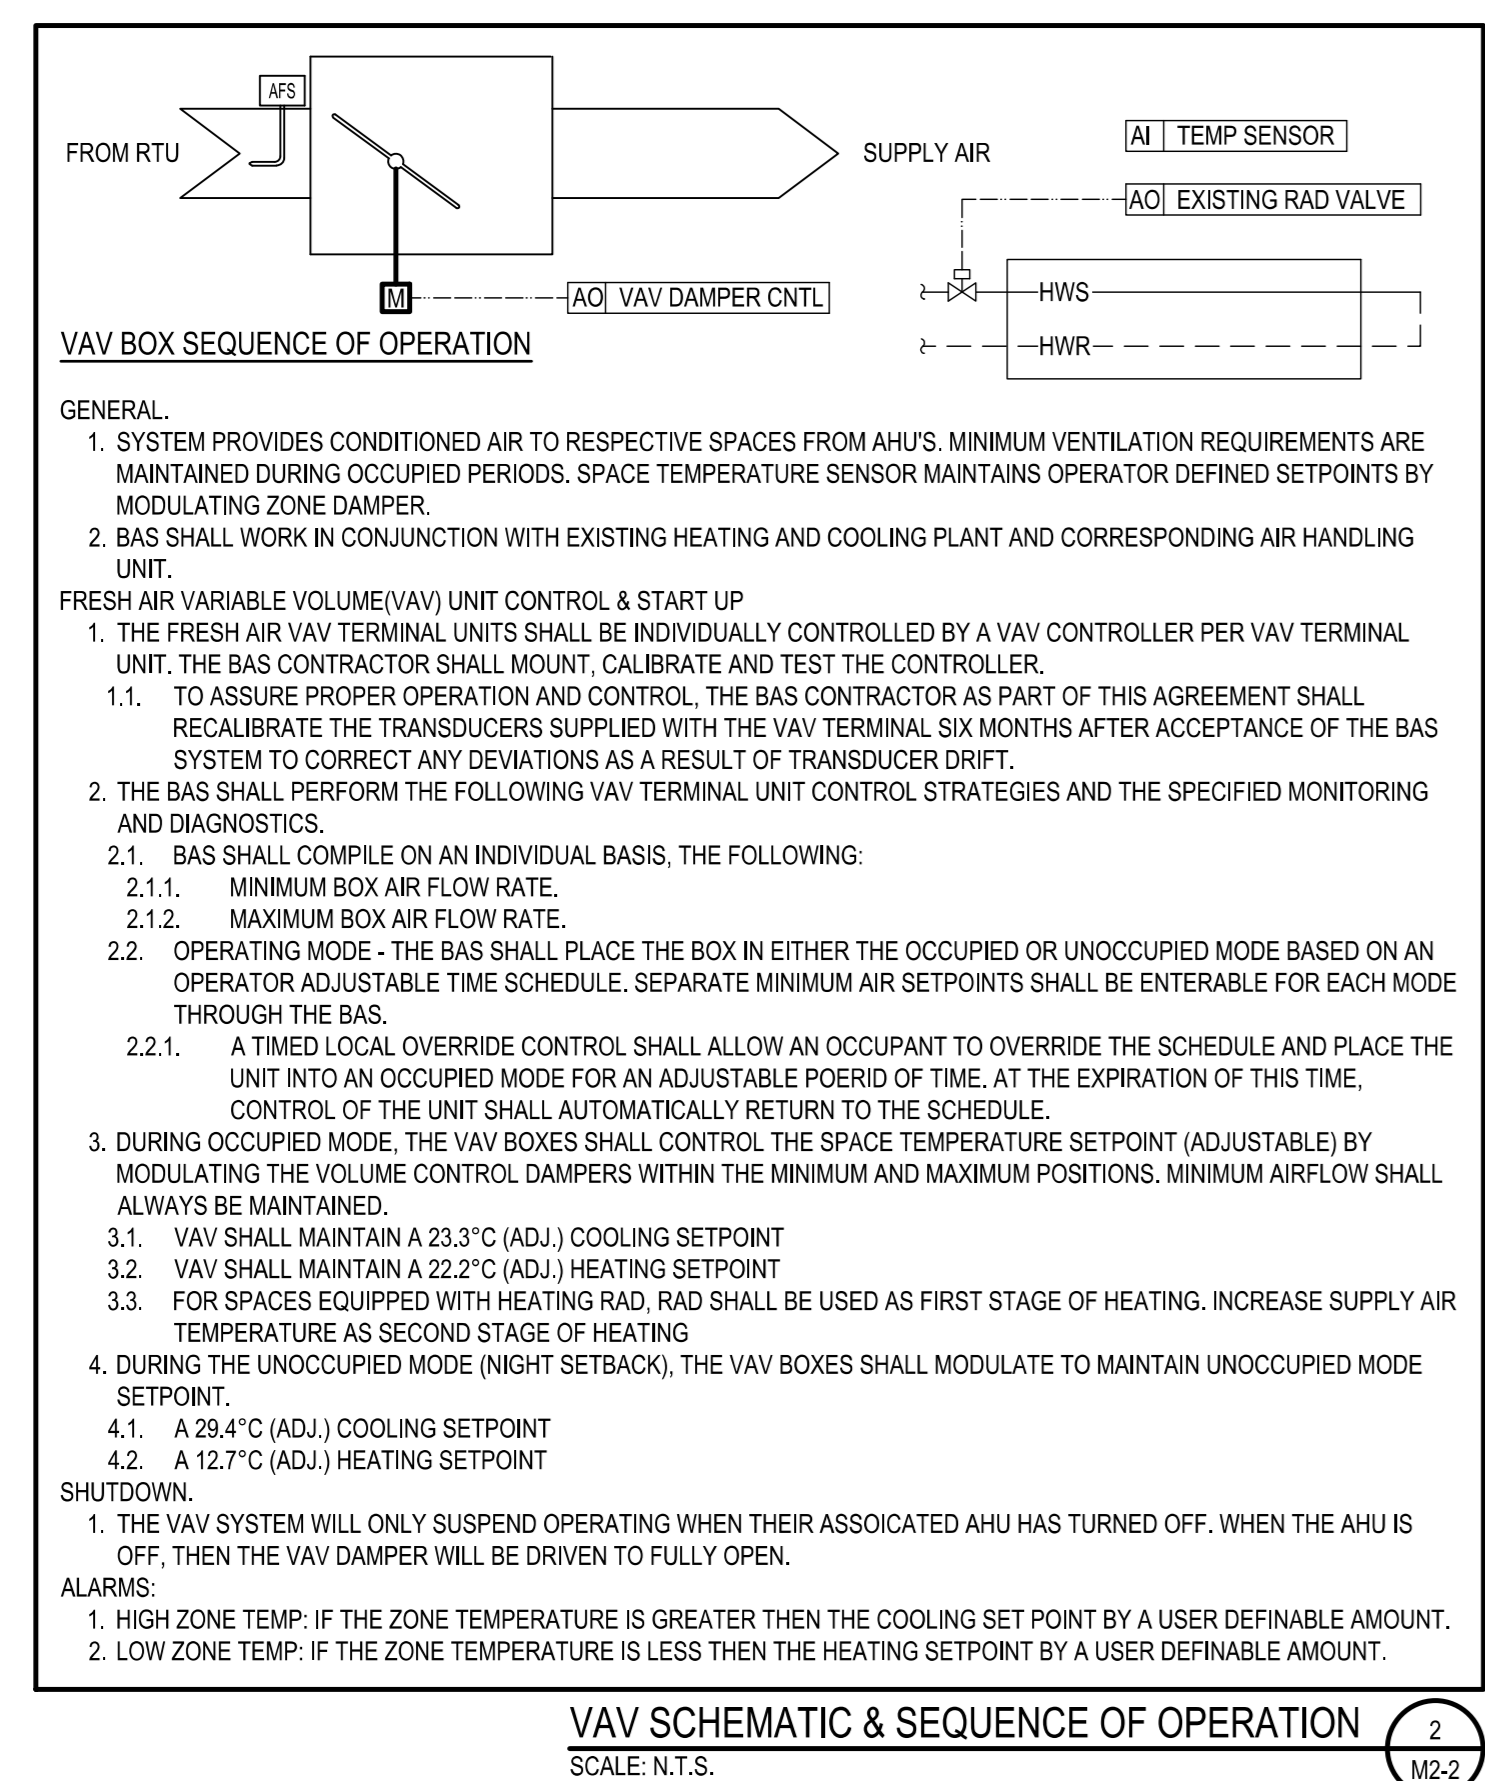 AFS
FROM RTU
SUPPLY AIR
AI TEMP SENSOR
AO EXISTING RAD VALVE
M
AO VAV DAMPER CNTL
HWS
HWR
VAV BOX SEQUENCE OF OPERATION
GENERAL.
1. SYSTEM PROVIDES CONDITIONED AIR TO RESPECTIVE SPACES FROM AHU'S. MINIMUM VENTILATION REQUIREMENTS ARE
MAINTAINED DURING OCCUPIED PERIODS. SPACE TEMPERATURE SENSOR MAINTAINS OPERATOR DEFINED SETPOINTS BY
MODULATING ZONE DAMPER.
2. BAS SHALL WORK IN CONJUNCTION WITH EXISTING HEATING AND COOLING PLANT AND CORRESPONDING AIR HANDLING
UNIT.
FRESH AIR VARIABLE VOLUME(VAV) UNIT CONTROL & START UP
1. THE FRESH AIR VAV TERMINAL UNITS SHALL BE INDIVIDUALLY CONTROLLED BY A VAV CONTROLLER PER VAV TERMINAL
UNIT. THE BAS CONTRACTOR SHALL MOUNT, CALIBRATE AND TEST THE CONTROLLER.
1.1. TO ASSURE PROPER OPERATION AND CONTROL, THE BAS CONTRACTOR AS PART OF THIS AGREEMENT SHALL
RECALIBRATE THE TRANSDUCERS SUPPLIED WITH THE VAV TERMINAL SIX MONTHS AFTER ACCEPTANCE OF THE BAS
SYSTEM TO CORRECT ANY DEVIATIONS AS A RESULT OF TRANSDUCER DRIFT.
2. THE BAS SHALL PERFORM THE FOLLOWING VAV TERMINAL UNIT CONTROL STRATEGIES AND THE SPECIFIED MONITORING
AND DIAGNOSTICS.
2.1. BAS SHALL COMPILE ON AN INDIVIDUAL BASIS, THE FOLLOWING:
2.1.1. MINIMUM BOX AIR FLOW RATE.
2.1.2. MAXIMUM BOX AIR FLOW RATE.
2.2. OPERATING MODE - THE BAS SHALL PLACE THE BOX IN EITHER THE OCCUPIED OR UNOCCUPIED MODE BASED ON AN
OPERATOR ADJUSTABLE TIME SCHEDULE. SEPARATE MINIMUM AIR SETPOINTS SHALL BE ENTERABLE FOR EACH MODE
THROUGH THE BAS.
2.2.1. A TIMED LOCAL OVERRIDE CONTROL SHALL ALLOW AN OCCUPANT TO OVERRIDE THE SCHEDULE AND PLACE THE
UNIT INTO AN OCCUPIED MODE FOR AN ADJUSTABLE POERID OF TIME. AT THE EXPIRATION OF THIS TIME,
CONTROL OF THE UNIT SHALL AUTOMATICALLY RETURN TO THE SCHEDULE.
3. DURING OCCUPIED MODE, THE VAV BOXES SHALL CONTROL THE SPACE TEMPERATURE SETPOINT (ADJUSTABLE) BY
MODULATING THE VOLUME CONTROL DAMPERS WITHIN THE MINIMUM AND MAXIMUM POSITIONS. MINIMUM AIRFLOW SHALL
ALWAYS BE MAINTAINED.
3.1. VAV SHALL MAINTAIN A 23.3°C (ADJ.) COOLING SETPOINT
3.2. VAV SHALL MAINTAIN A 22.2°C (ADJ.) HEATING SETPOINT
3.3. FOR SPACES EQUIPPED WITH HEATING RAD, RAD SHALL BE USED AS FIRST STAGE OF HEATING. INCREASE SUPPLY AIR
TEMPERATURE AS SECOND STAGE OF HEATING
4. DURING THE UNOCCUPIED MODE (NIGHT SETBACK), THE VAV BOXES SHALL MODULATE TO MAINTAIN UNOCCUPIED MODE
SETPOINT.
4.1. A 29.4°C (ADJ.) COOLING SETPOINT
4.2. A 12.7°C (ADJ.) HEATING SETPOINT
SHUTDOWN.
1. THE VAV SYSTEM WILL ONLY SUSPEND OPERATING WHEN THEIR ASSOICATED AHU HAS TURNED OFF. WHEN THE AHU IS
OFF, THEN THE VAV DAMPER WILL BE DRIVEN TO FULLY OPEN.
ALARMS:
1. HIGH ZONE TEMP: IF THE ZONE TEMPERATURE IS GREATER THEN THE COOLING SET POINT BY A USER DEFINABLE AMOUNT.
2. LOW ZONE TEMP: IF THE ZONE TEMPERATURE IS LESS THEN THE HEATING SETPOINT BY A USER DEFINABLE AMOUNT.
VAV SCHEMATIC & SEQUENCE OF OPERATION
2
SCALE: N.T.S.
M2-2